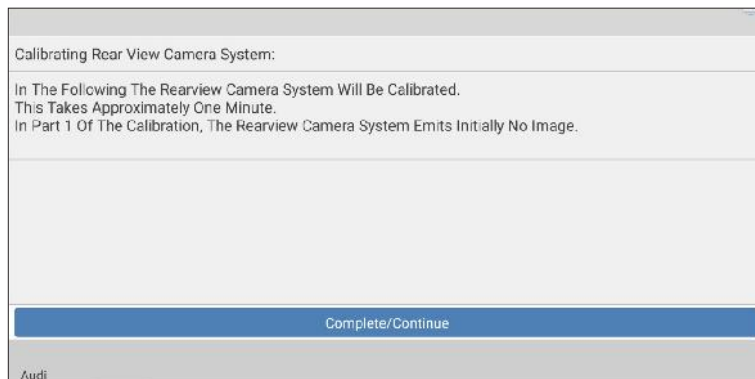 Calibrating Rear View Camera System:
In The Following The Rearview Camera System Will Be Calibrated.
This Takes Approximately One Minute.
In Part 1 Of The Calibration, The Rearview Camera System Emits Initially No Image.
Complete/Continue
Audi